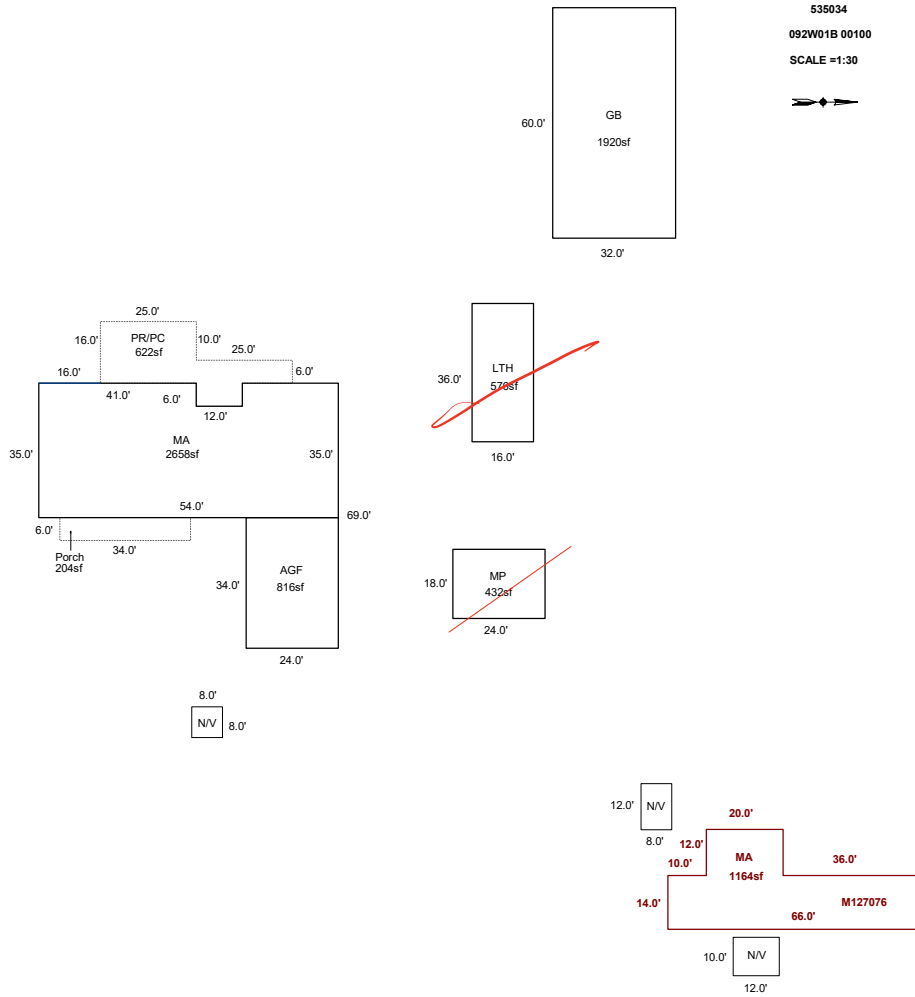 535034
092W01B 00100
SCALE =1:30
60.0'
GB
1920sf
32.0'
25.0'
16.0'
PR/PC
622sf
10.0'
25.0'
16.0'
41.0'
6.0'
12.0'
6.0'
35.0'
MA
2658sf
35.0'
54.0'
69.0'
6.0'
34.0'
Porch
204sf
34.0'
AGF
816sf
24.0'
36.0'
LTH
576sf
16.0'
18.0'
MP
432sf
24.0'
8.0'
N/V
8.0'
12.0'
N/V
8.0'
20.0'
12.0'
10.0'
MA
1164sf
36.0'
14.0'
M127076
66.0'
10.0'
N/V
12.0'